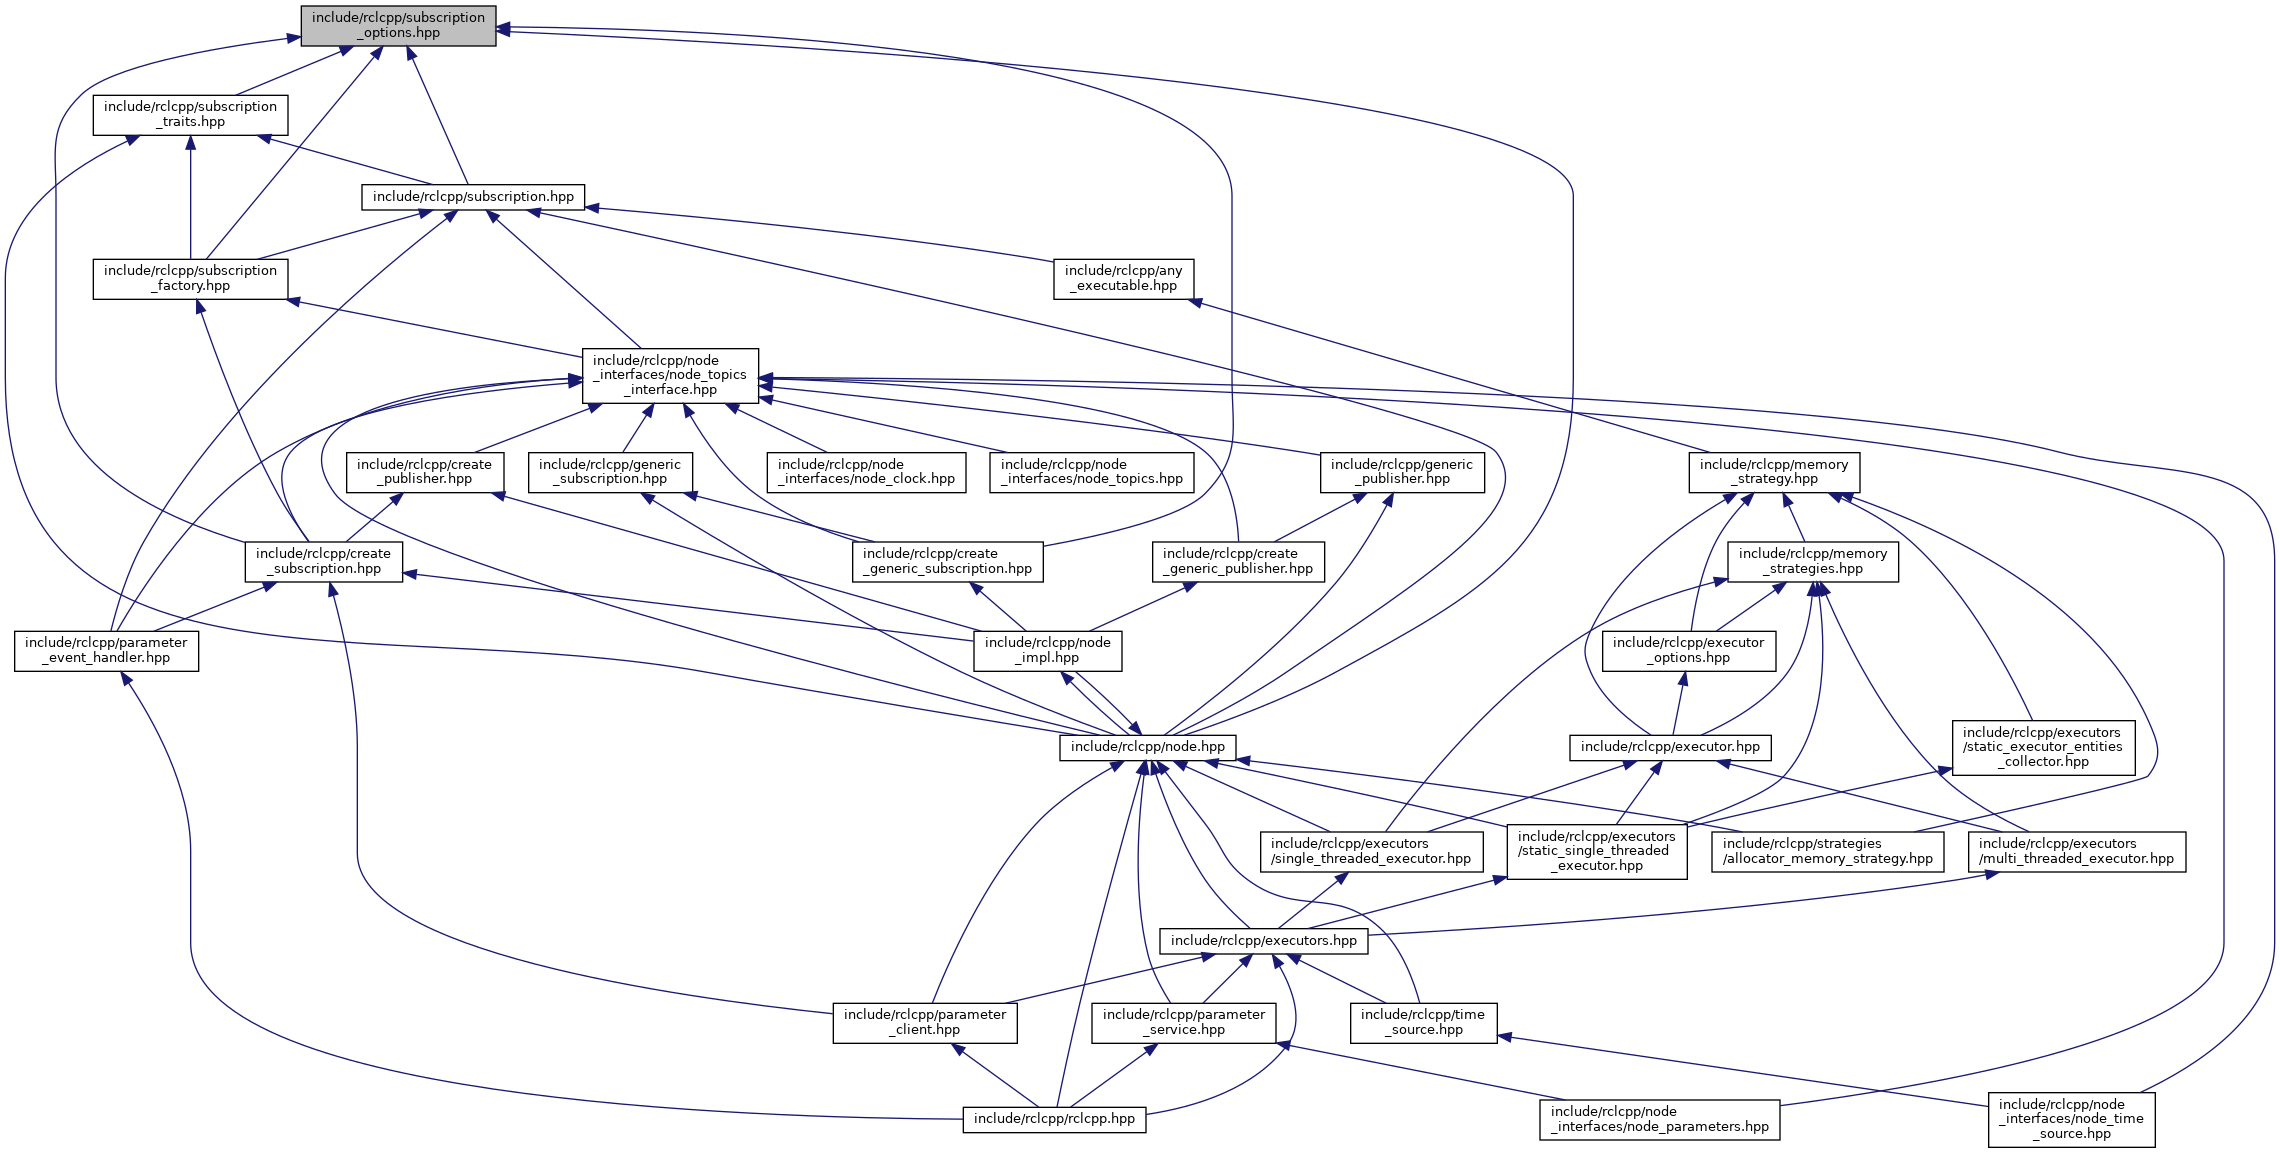 include/rclcpp/subscription
_options.hpp
include/rclcpp/subscription
_traits.hpp
include/rclcpp/subscription.hpp
include/rclcpp/subscription
_factory.hpp
include/rclcpp/any
_executable.hpp
include/rclcpp/node
_interfaces/node_topics
_interface.hpp
include/rclcpp/create
_publisher.hpp
include/rclcpp/generic
_subscription.hpp
include/rclcpp/node
_interfaces/node_clock.hpp
include/rclcpp/node
_interfaces/node_topics.hpp
include/rclcpp/generic
_publisher.hpp
include/rclcpp/memory
_strategy.hpp
include/rclcpp/create
_subscription.hpp
include/rclcpp/create
_generic_subscription.hpp
include/rclcpp/create
_generic_publisher.hpp
include/rclcpp/memory
_strategies.hpp
include/rclcpp/parameter
_event_handler.hpp
include/rclcpp/node
_impl.hpp
include/rclcpp/executor
_options.hpp
include/rclcpp/node.hpp
include/rclcpp/executor.hpp
include/rclcpp/executors
/static_executor_entities
_collector.hpp
include/rclcpp/executors
/single_threaded_executor.hpp
include/rclcpp/executors
/static_single_threaded
_executor.hpp
include/rclcpp/strategies
/allocator_memory_strategy.hpp
include/rclcpp/executors
/multi_threaded_executor.hpp
include/rclcpp/executors.hpp
include/rclcpp/parameter
_client.hpp
include/rclcpp/parameter
_service.hpp
include/rclcpp/time
_source.hpp
include/rclcpp/rclcpp.hpp
include/rclcpp/node
_interfaces/node_parameters.hpp
include/rclcpp/node
_interfaces/node_time
_source.hpp